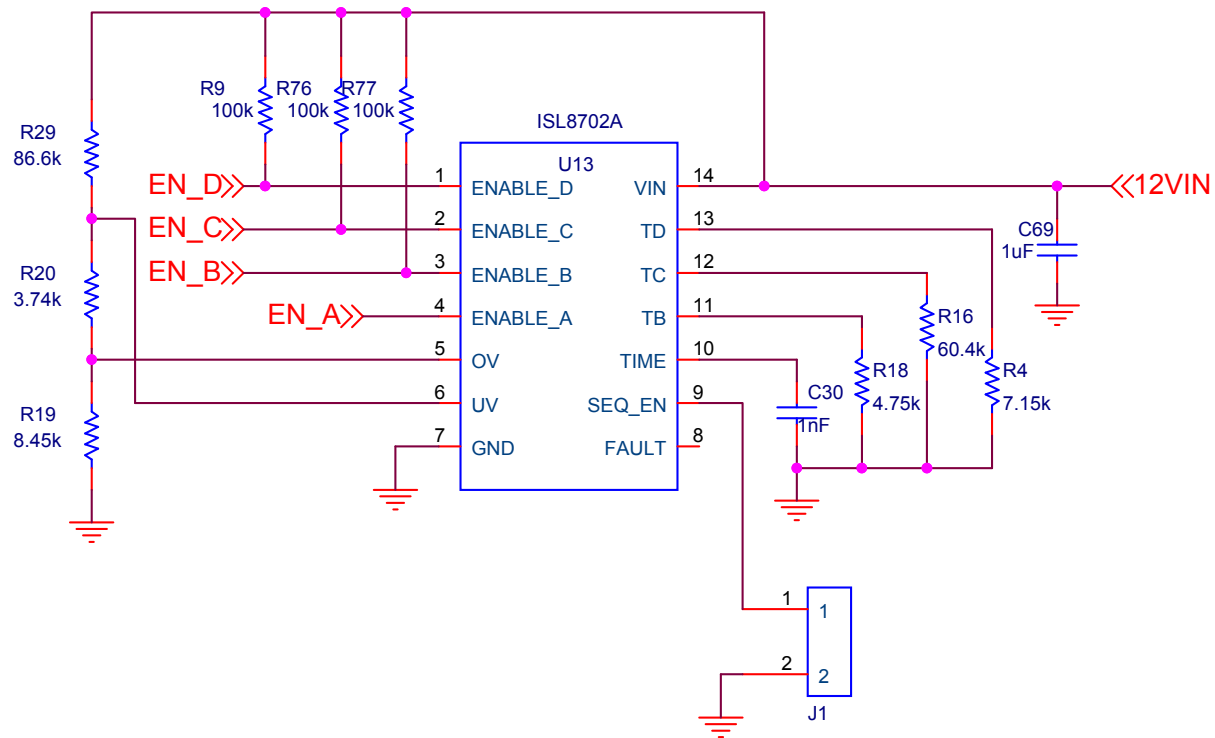 R9
100k
R76
100k
R77
100k
ISL8702A
U13
R29
86.6k
R20
3.74k
R19
8.45k
EN_D
EN_C
EN_B
EN_A
1 ENABLE_D
2 ENABLE_C
3 ENABLE_B
4 ENABLE_A
5 OV
6 UV
7 GND
VIN 14
TD 13
TC 12
TB 11
TIME 10
SEQ_EN 9
FAULT 8
12VIN
C69
1uF
R16
60.4k
R18
4.75k
R4
7.15k
C30
1nF
1 1
2 2
J1